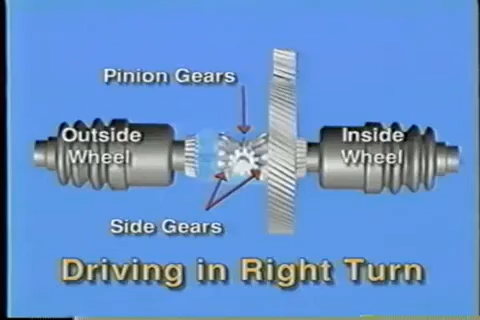 Pinion Gears
Outside
Wheel
Inside
Wheel
Side Gears
Driving in Right Turn